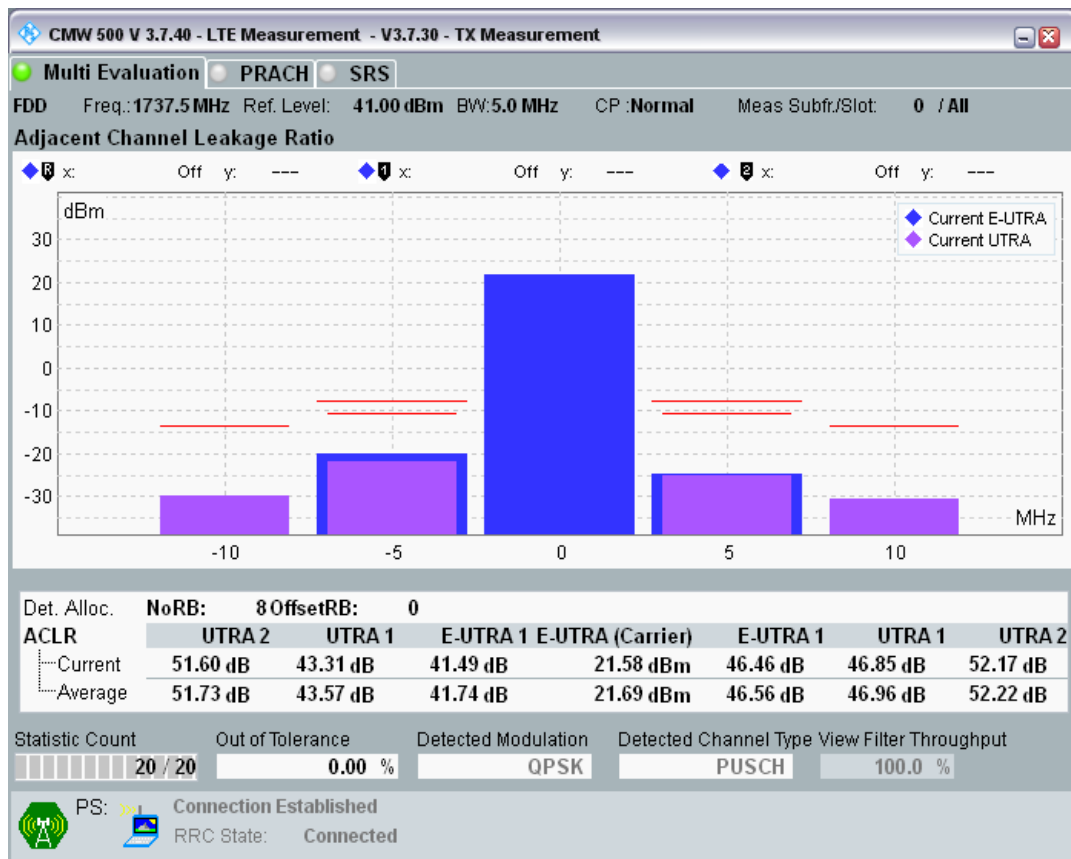 CMW 500 V 3.7.40 - LTE Measurement - V3.7.30 - TX Measurement
Multi Evaluation PRACH SRS
FDD Freq.:1737.5 MHz Ref. Level: 41.00 dBm BW:5.0 MHz CP :Normal Meas Subfr./Slot: 0 / All
Adjacent Channel Leakage Ratio
R x: Off y: --- 1 x: Off y: --- 2 x: Off y: ---
dBm
Current E-UTRA
Current UTRA
30
20
10
0
-10
-20
-30
MHz
-10 -5 0 5 10
Det. Alloc. NoRB: 8 OffsetRB: 0
ACLR UTRA 2 UTRA 1 E-UTRA 1 E-UTRA (Carrier) E-UTRA 1 UTRA 1 UTRA 2
Current 51.60 dB 43.31 dB 41.49 dB 21.58 dBm 46.46 dB 46.85 dB 52.17 dB
Average 51.73 dB 43.57 dB 41.74 dB 21.69 dBm 46.56 dB 46.96 dB 52.22 dB
Statistic Count Out of Tolerance Detected Modulation Detected Channel Type View Filter Throughput
20 / 20 0.00 % QPSK PUSCH 100.0 %
PS: Connection Established
RRC State: Connected